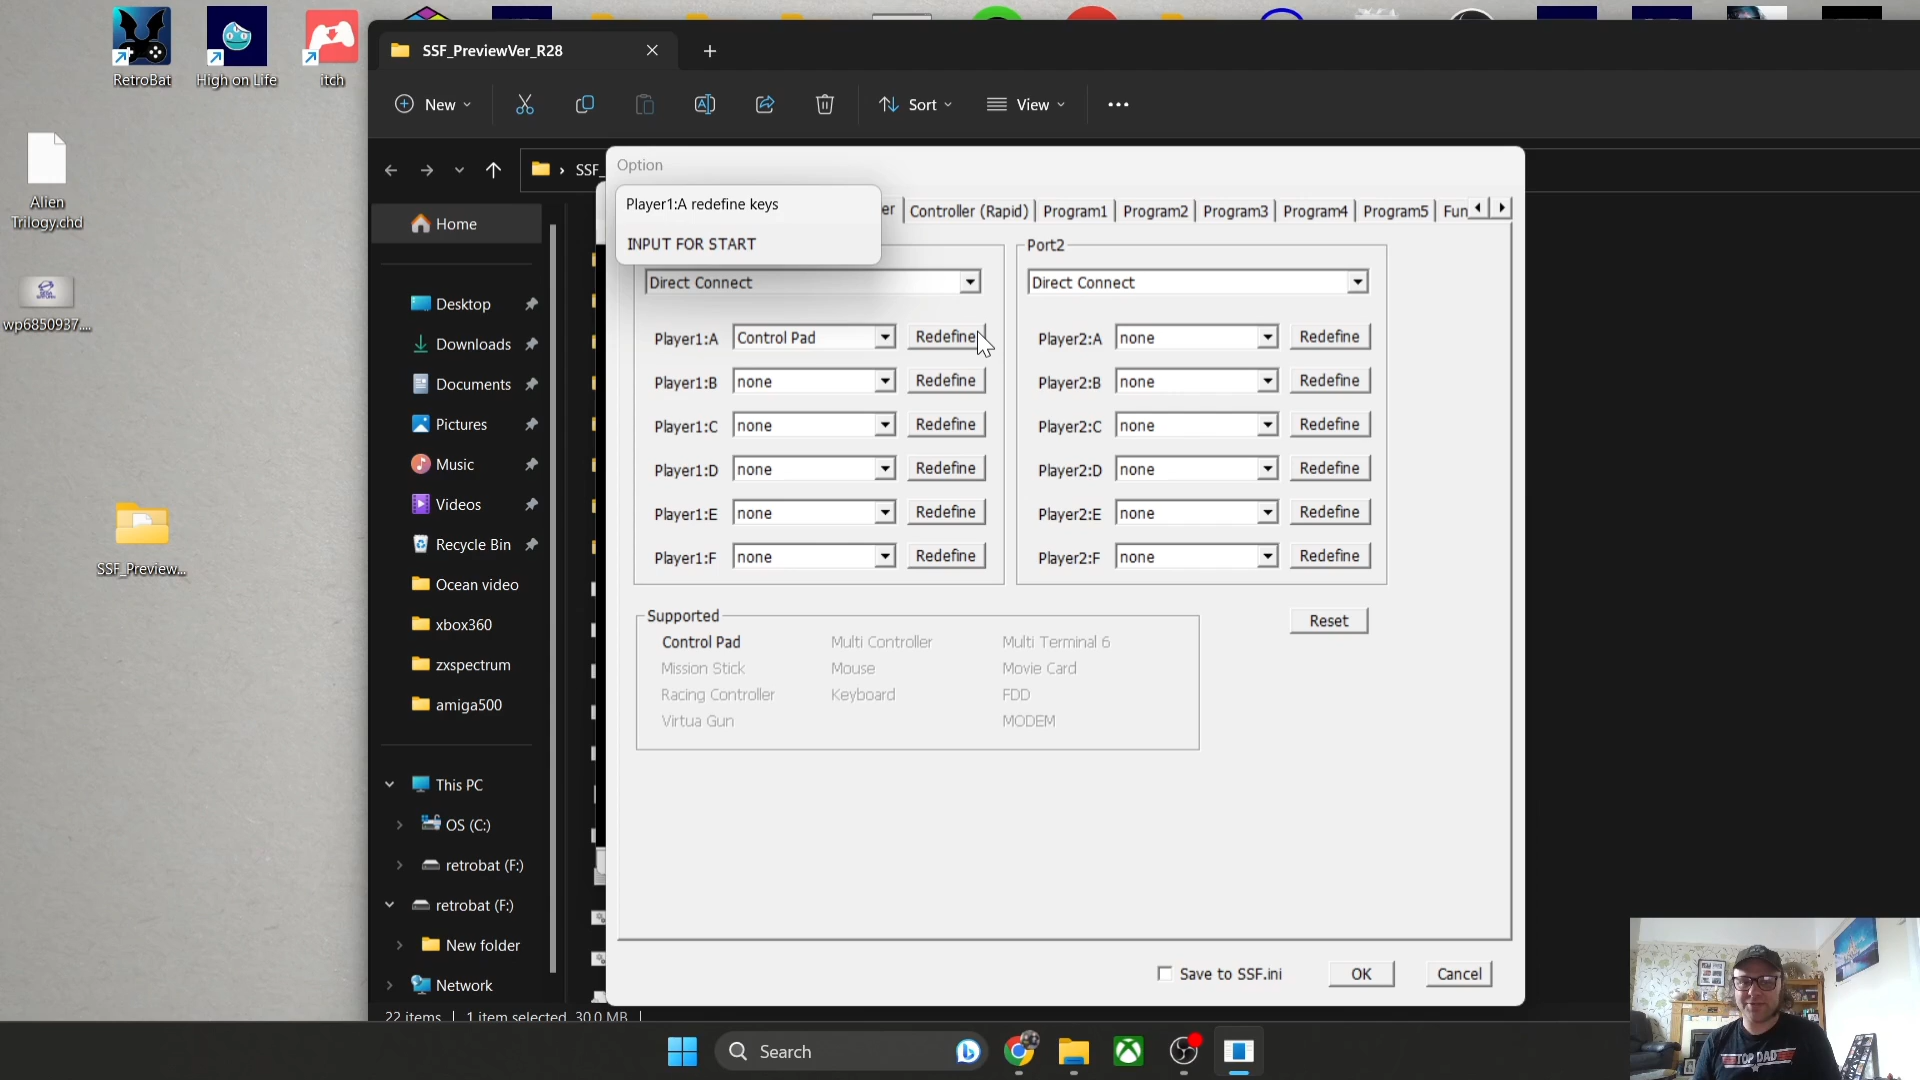 RetroBat
High on Life
itch
SSF_PreviewVer_R28
New
Sort
View
Alien
Trilogy.chd
wp6850937....
SSF_Preview...
SSF_
Home
Desktop
Downloads
Documents
Pictures
Music
Videos
Recycle Bin
Ocean video
xbox360
zxspectrum
amiga500
This PC
OS (C:)
retrobat (F:)
retrobat (F:)
New folder
Network
22 items 1 item selected 30.0 MB
Option
Player1:A redefine keys
INPUT FOR START
er
Controller (Rapid)
Program1
Program2
Program3
Program4
Program5
Fun
Direct Connect
Player1:A Control Pad Redefine
Player1:B none Redefine
Player1:C none Redefine
Player1:D none Redefine
Player1:E none Redefine
Player1:F none Redefine
Port2
Direct Connect
Player2:A none Redefine
Player2:B none Redefine
Player2:C none Redefine
Player2:D none Redefine
Player2:E none Redefine
Player2:F none Redefine
Supported
Control Pad Multi Controller Multi Terminal 6
Mission Stick Mouse Movie Card
Racing Controller Keyboard FDD
Virtua Gun MODEM
Reset
Save to SSF.ini
OK
Cancel
Search
TOP DAD